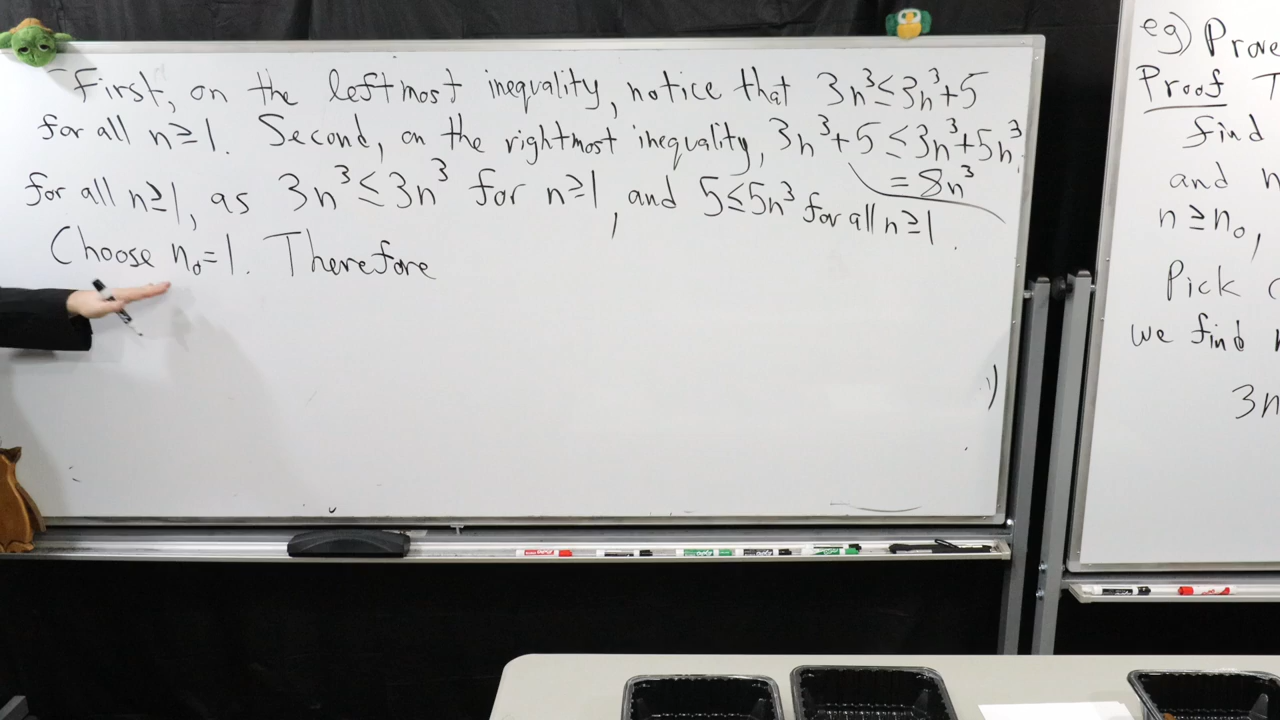 First, on the leftmost inequality, notice that 3n³≤3n³+5
for all n≥1. Second, on the rightmost inequality, 3n³+5≤3n³+5n³,
=8n³
for all n≥1, as 3n³≤3n³ for n≥1, and 5≤5n³ for all n≥1.
Choose n₀=1. Therefore
eg) Prove
Proof T
find
and n
n≥n₀,
Pick
we find
3n